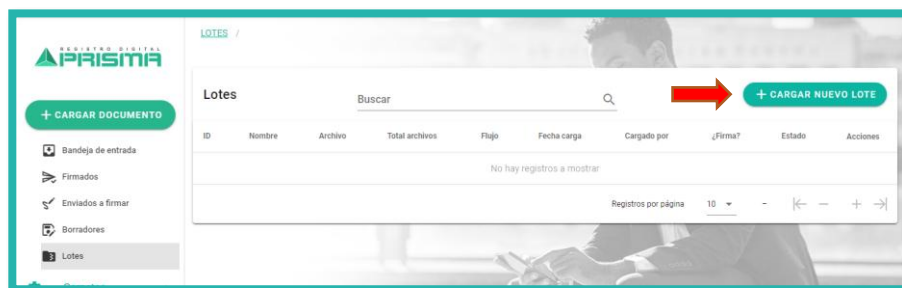 LOTES /
REGISTRO DIGITAL
PRISMA
+ CARGAR DOCUMENTO
Bandeja de entrada
Firmados
Enviados a firmar
Borradores
Lotes
Lotes
Buscar
+ CARGAR NUEVO LOTE
ID Nombre Archivo Total archivos Flujo Fecha carga Cargado por ¿Firma? Estado Acciones
No hay registros a mostrar
Registros por página 10 -